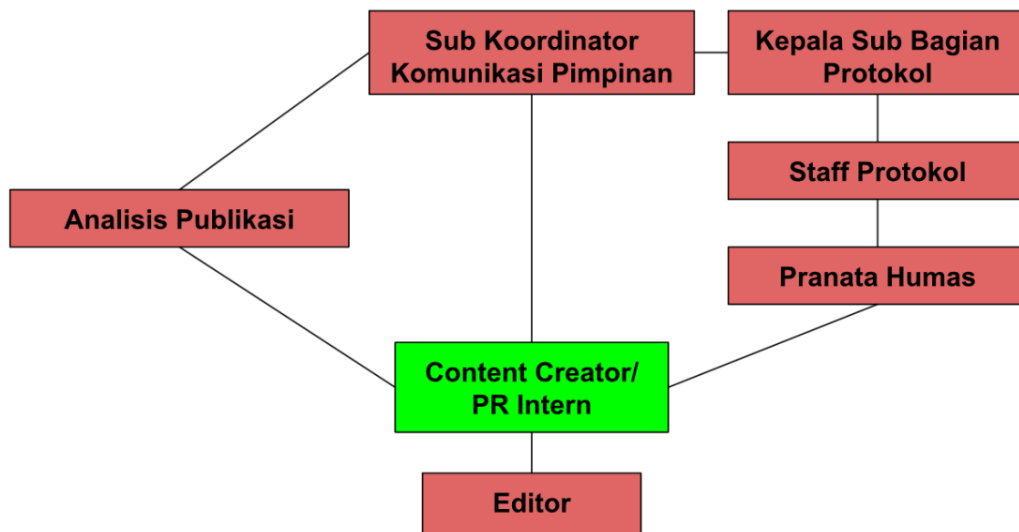 Sub Koordinator
Komunikasi Pimpinan
Kepala Sub Bagian
Protokol
Staff Protokol
Analisis Publikasi
Pranata Humas
Content Creator/
PR Intern
Editor